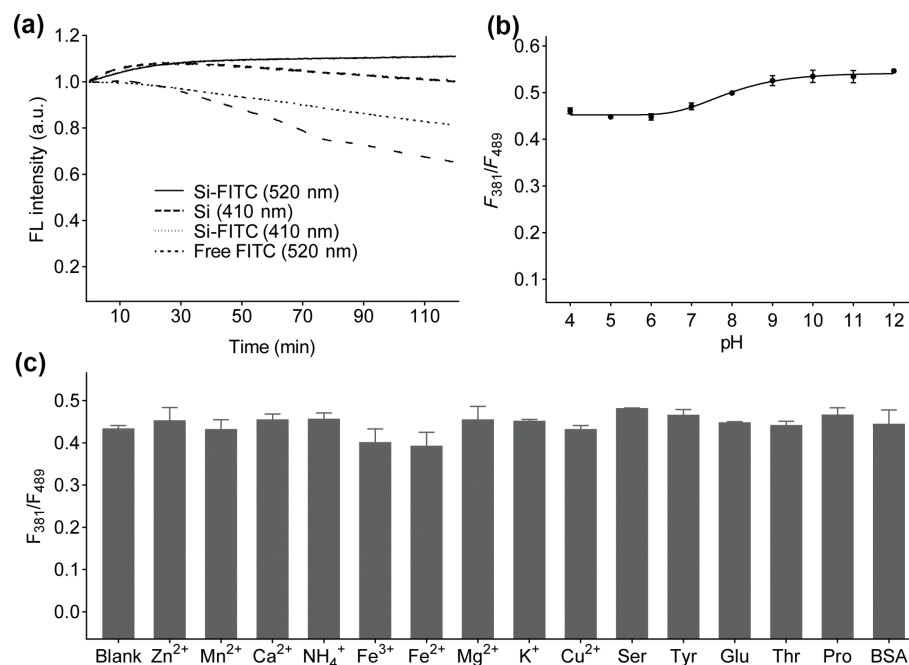 (a)
1.2
1.0
0.8
0.6
0.4
0.2
FL intensity (a.u.)
Si-FITC (520 nm)
Si (410 nm)
Si-FITC (410 nm)
Free FITC (520 nm)
10 30 50 70 90 110
Time (min)
(b)
0.6
0.5
0.4
0.3
0.2
0.1
F381/F489
4 5 6 7 8 9 10 11 12
pH
(c)
0.5
0.4
0.3
0.4
0.1
0.0
F381/F489
Blank Zn2+ Mn2+ Ca2+ NH4+ Fe3+ Fe2+ Mg2+ K+ Cu2+ Ser Tyr Glu Thr Pro BSA